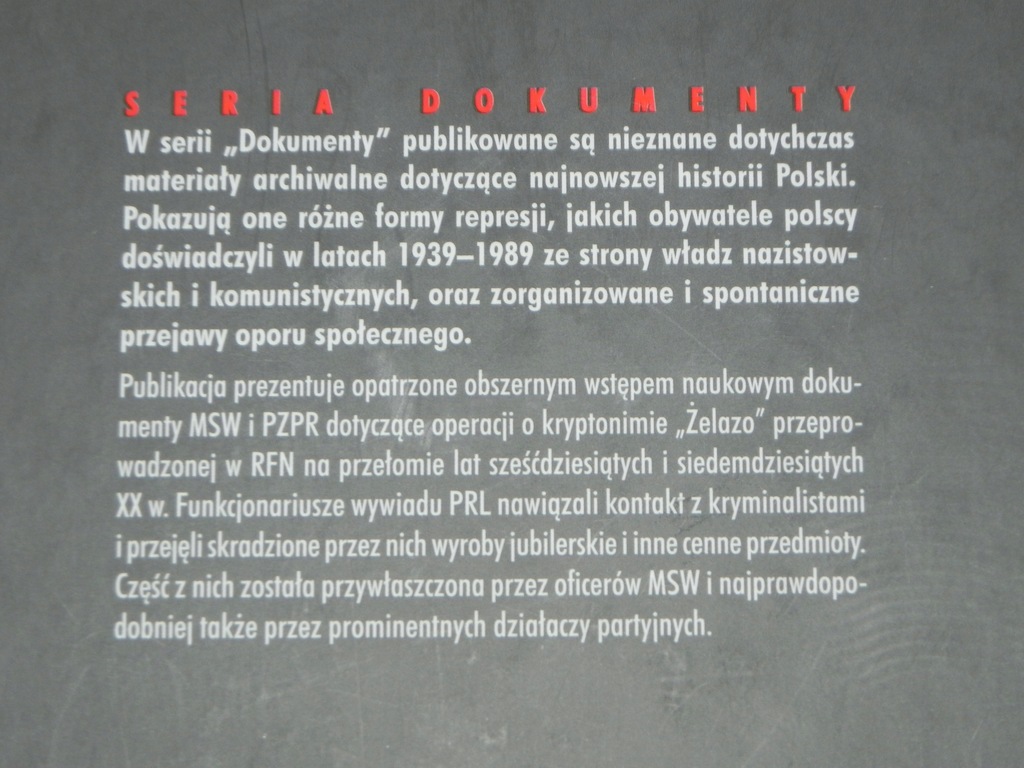 SERIA DOKUMENTY
W serii „Dokumenty” publikowane są nieznane dotychczas
materiały archiwalne dotyczące najnowszej historii Polski.
Pokazują one różne formy represji, jakich obywatele polscy
doświadczyli w latach 1939–1989 ze strony władz nazistow-
skich i komunistycznych, oraz zorganizowane i spontaniczne
przejawy oporu społecznego.
Publikacja prezentuje opatrzone obszernym wstępem naukowym doku-
menty MSW i PZPR dotyczące operacji o kryptonimie „Żelazo” przepro-
wadzonej w RFN na przełomie lat sześćdziesiątych i siedemdziesiątych
XX w. Funkcjonariusze wywiadu PRL nawiązali kontakt z kryminalistami
i przejęli skradzione przez nich wyroby jubilerskie i inne cenne przedmioty.
Część z nich została przywłaszczona przez oficerów MSW i najprawdopo-
dobniej także przez prominentnych działaczy partyjnych.